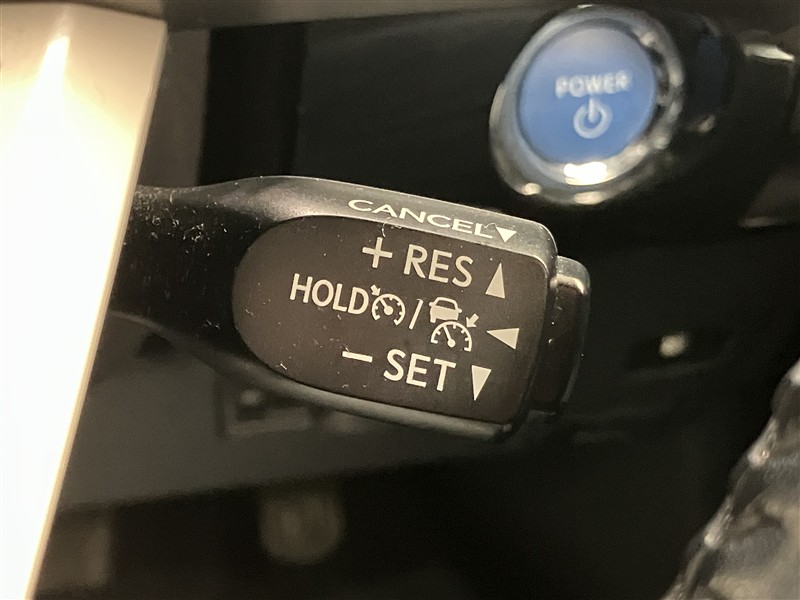 POWER
CANCEL▼
+ RES ▲
HOLD / ◀
− SET ▼